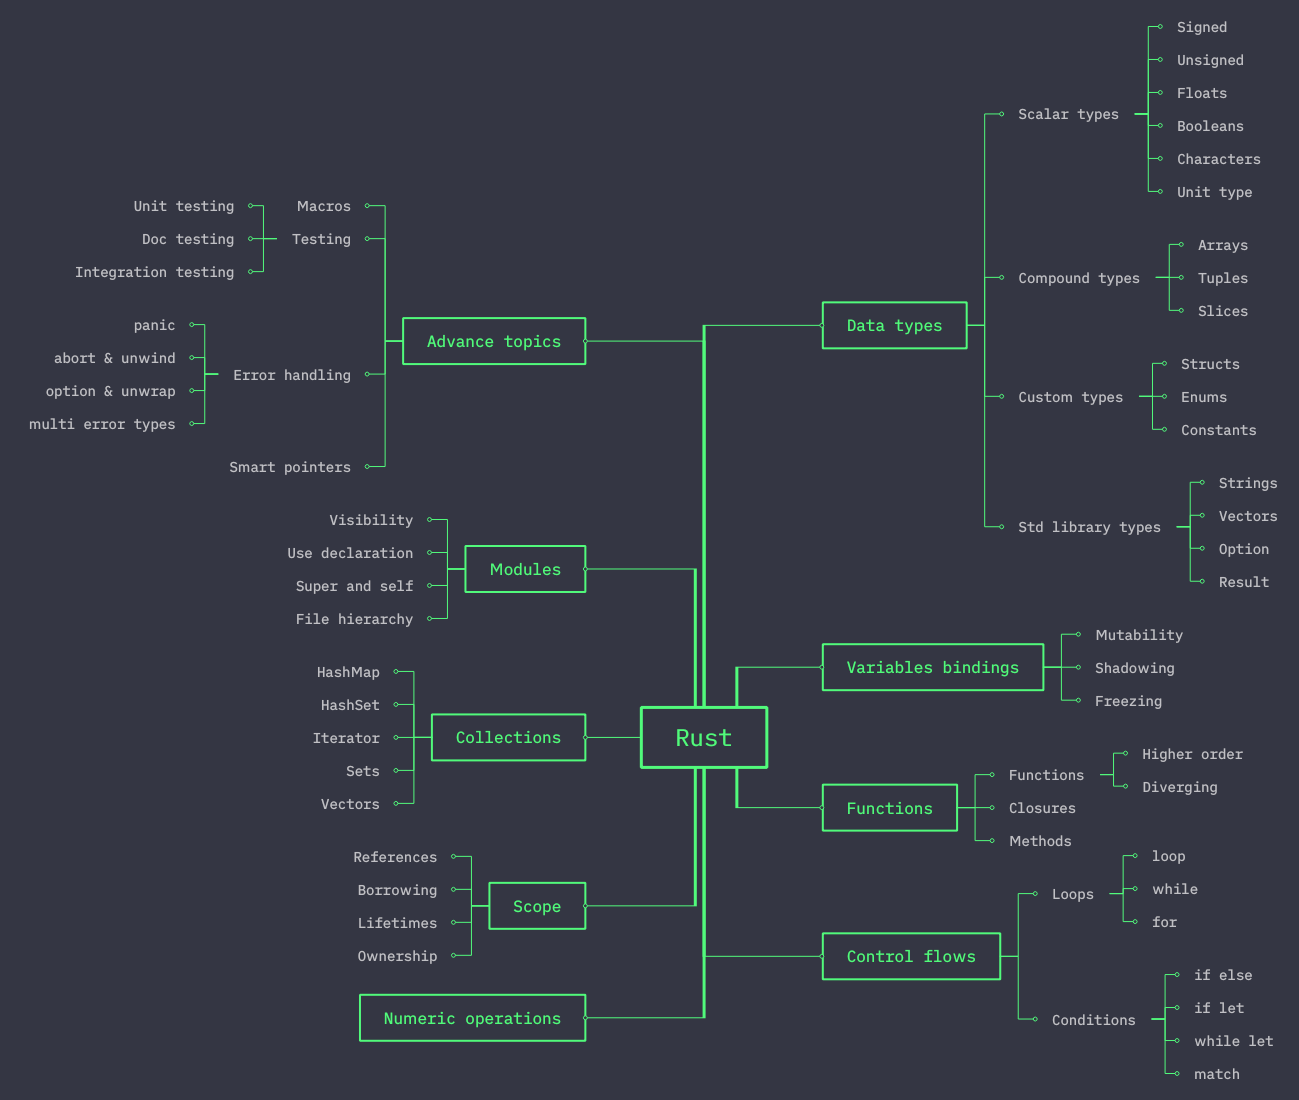 Rust
Data types
Scalar types
Signed
Unsigned
Floats
Booleans
Characters
Unit type
Compound types
Arrays
Tuples
Slices
Custom types
Structs
Enums
Constants
Std library types
Strings
Vectors
Option
Result
Variables bindings
Mutability
Shadowing
Freezing
Functions
Functions
Higher order
Diverging
Closures
Methods
Control flows
Loops
loop
while
for
Conditions
if else
if let
while let
match
Advance topics
Macros
Testing
Unit testing
Doc testing
Integration testing
Error handling
panic
abort & unwind
option & unwrap
multi error types
Smart pointers
Modules
Visibility
Use declaration
Super and self
File hierarchy
Collections
HashMap
HashSet
Iterator
Sets
Vectors
Scope
References
Borrowing
Lifetimes
Ownership
Numeric operations